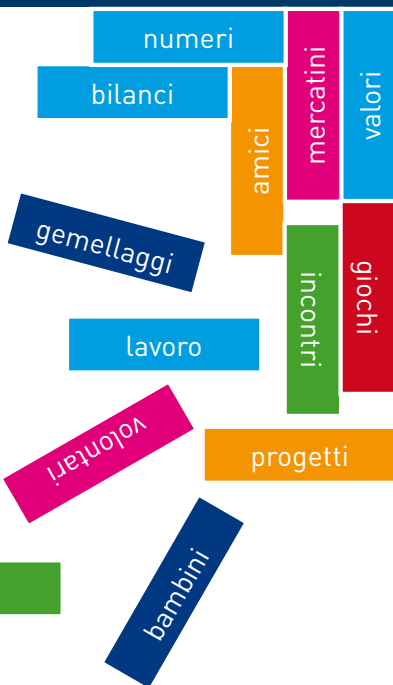 numeri
mercatini
valori
bilanci
amici
gemellaggi
incontri
giochi
lavoro
volontari
progetti
bambini